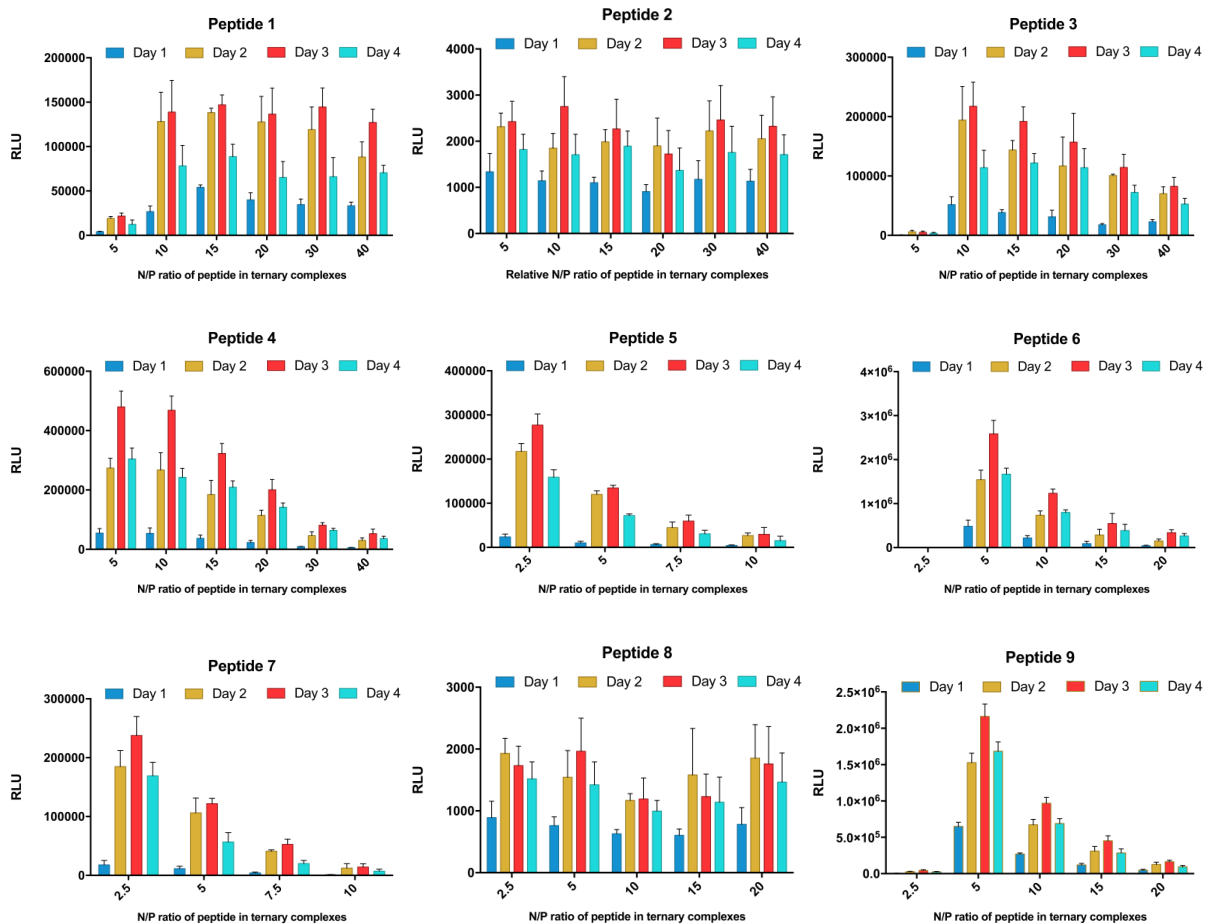 Peptide 1
Day 1 Day 2 Day 3 Day 4
RLU
200000
150000
100000
50000
0
5 10 15 20 30 40
N/P ratio of peptide in ternary complexes
Peptide 2
Day 1 Day 2 Day 3 Day 4
RLU
4000
3000
2000
1000
0
5 10 15 20 30 40
Relative N/P ratio of peptide in ternary complexes
Peptide 3
Day 1 Day 2 Day 3 Day 4
RLU
300000
200000
100000
0
5 10 15 20 30 40
N/P ratio of peptide in ternary complexes
Peptide 4
Day 1 Day 2 Day 3 Day 4
RLU
600000
400000
200000
0
5 10 15 20 30 40
N/P ratio of peptide in ternary complexes
Peptide 5
Day 1 Day 2 Day 3 Day 4
RLU
400000
300000
200000
100000
0
2.5 5 7.5 10
N/P ratio of peptide in ternary complexes
Peptide 6
Day 1 Day 2 Day 3 Day 4
RLU
4×10⁶
3×10⁶
2×10⁶
1×10⁶
0
2.5 5 10 15 20
N/P ratio of peptide in ternary complexes
Peptide 7
Day 1 Day 2 Day 3 Day 4
RLU
300000
200000
100000
0
2.5 5 7.5 10
N/P ratio of peptide in ternary complexes
Peptide 8
Day 1 Day 2 Day 3 Day 4
RLU
3000
2000
1000
0
2.5 5 10 15 20
N/P ratio of peptide in ternary complexes
Peptide 9
Day 1 Day 2 Day 3 Day 4
RLU
2.5×10⁶
2.0×10⁶
1.5×10⁶
1.0×10⁶
5.0×10⁵
0.0
2.5 5 10 15 20
N/P ratio of peptide in ternary complexes